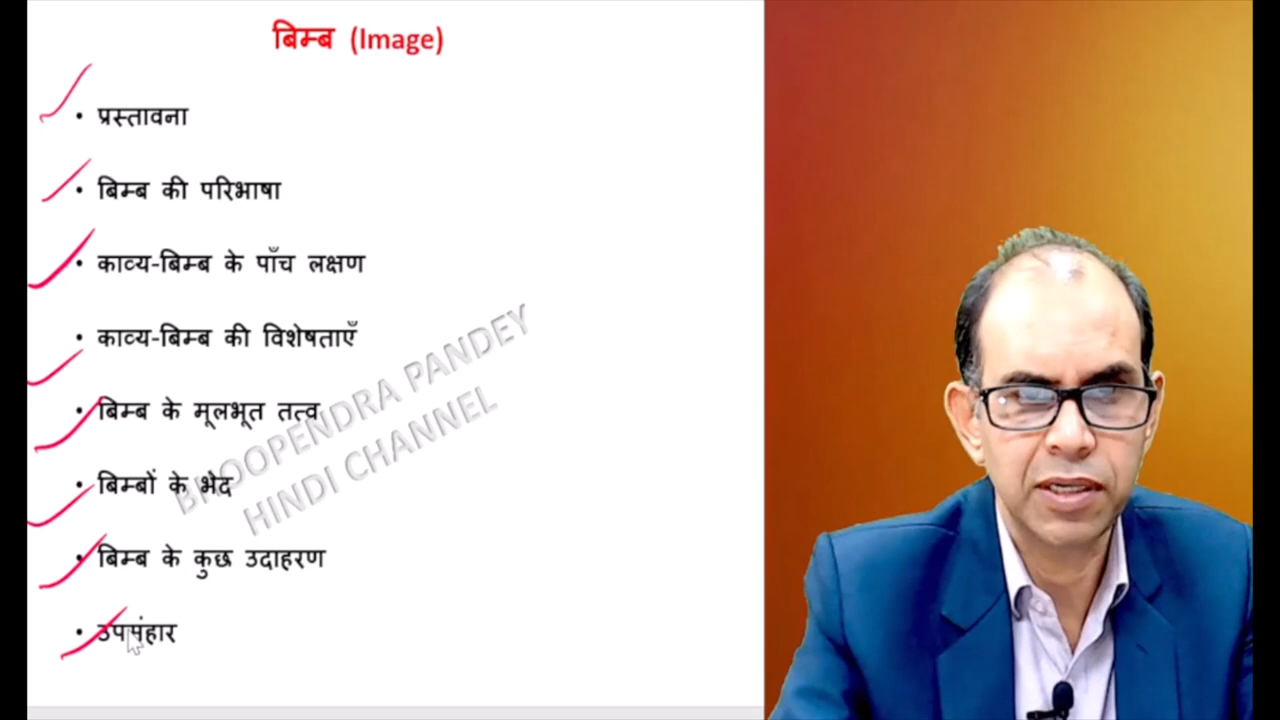 बिम्ब (Image)
• प्रस्तावना
• बिम्ब की परिभाषा
• काव्य-बिम्ब के पाँच लक्षण
• काव्य-बिम्ब की विशेषताएँ
• बिम्ब के मूलभूत तत्व
• बिम्बों के भेद
• बिम्ब के कुछ उदाहरण
• उपसंहार
BHOOPENDRA PANDEY
HINDI CHANNEL